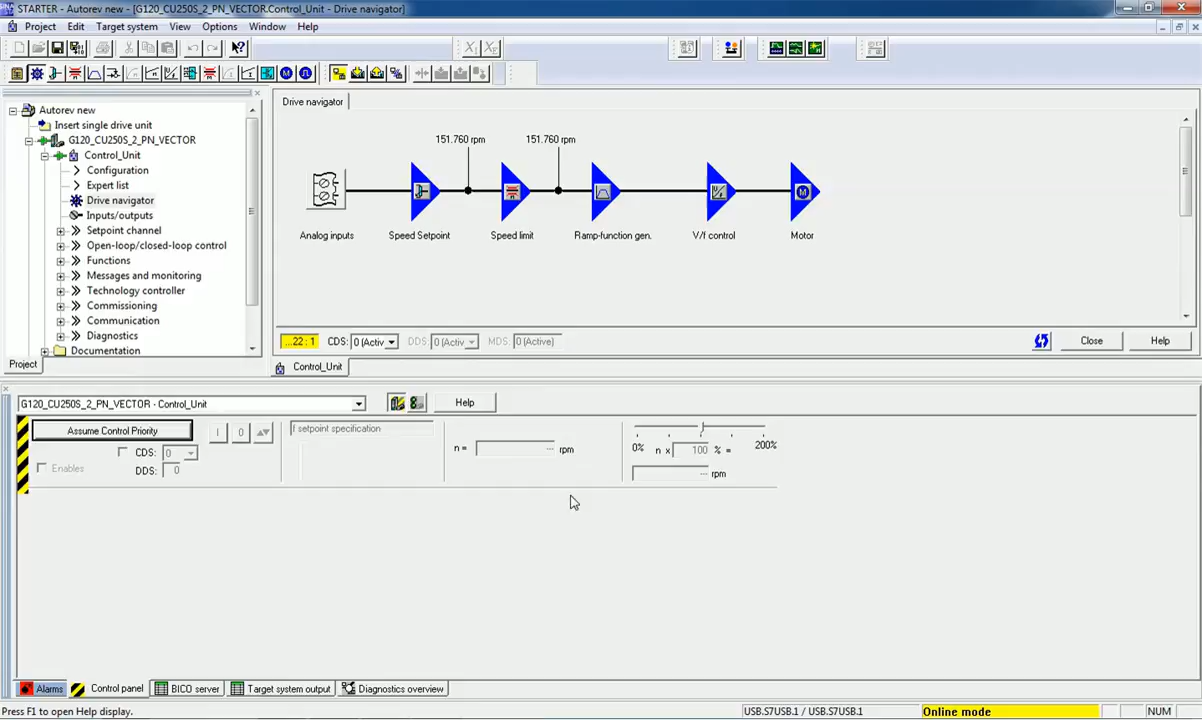 STARTER - Autorev new - [G120_CU250S_2_PN_VECTOR.Control_Unit - Drive navigator]
Project Edit Target system View Options Window Help
Autorev new
Insert single drive unit
G120_CU250S_2_PN_VECTOR
Control_Unit
Configuration
Expert list
Drive navigator
Inputs/outputs
Setpoint channel
Open-loop/closed-loop control
Functions
Messages and monitoring
Technology controller
Commissioning
Communication
Diagnostics
Documentation
Project
Drive navigator
151.760 rpm 151.760 rpm
Analog inputs Speed Setpoint Speed limit Ramp-function gen. V/f control Motor
...22 : 1 CDS: 0 (Activ DDS: 0 (Activ MDS: 0 (Active) Close Help
Control_Unit
G120_CU250S_2_PN_VECTOR - Control_Unit Help
Assume Control Priority I 0
CDS: 0
Enables
DDS: 0
f setpoint specification
n = --- rpm
0% n x 100 % = 200%
--- rpm
Alarms Control panel BICO server Target system output Diagnostics overview
Press F1 to open Help display. USB.S7USB.1 / USB.S7USB.1 Online mode NUM